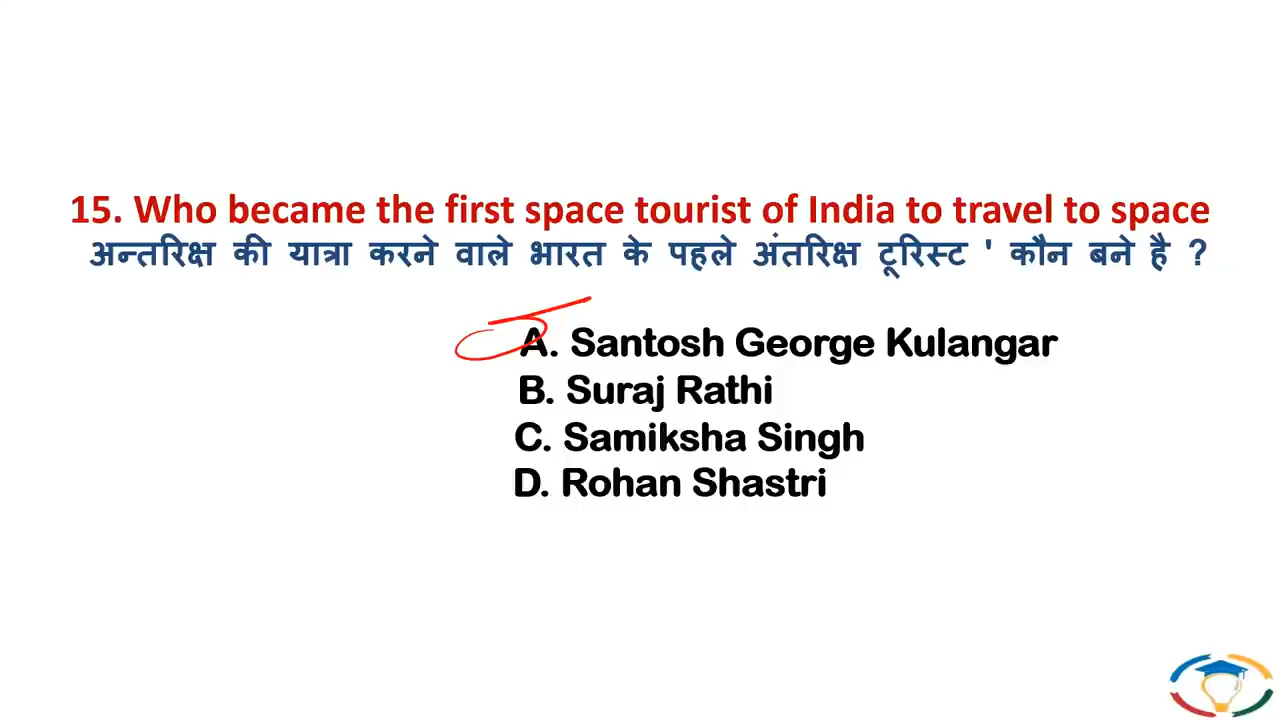 15. Who became the first space tourist of India to travel to space
अन्तरिक्ष की यात्रा करने वाले भारत के पहले अंतरिक्ष टूरिस्ट ' कौन बने है ?
A. Santosh George Kulangar
B. Suraj Rathi
C. Samiksha Singh
D. Rohan Shastri